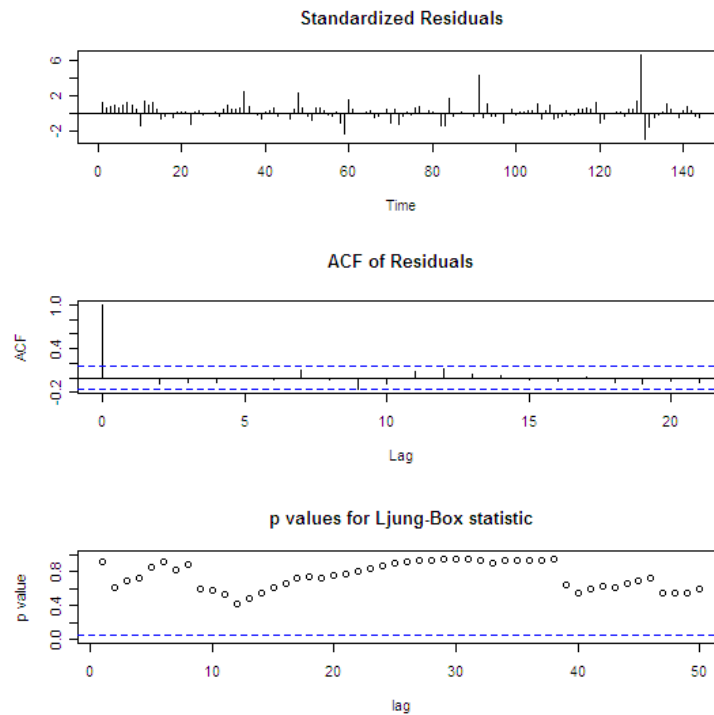 Standardized Residuals
6
2
-2
0 20 40 60 80 100 120 140
Time
ACF of Residuals
ACF
1.0
0.4
-0.2
0 5 10 15 20
Lag
p values for Ljung-Box statistic
p value
0.8
0.4
0.0
0 10 20 30 40 50
lag